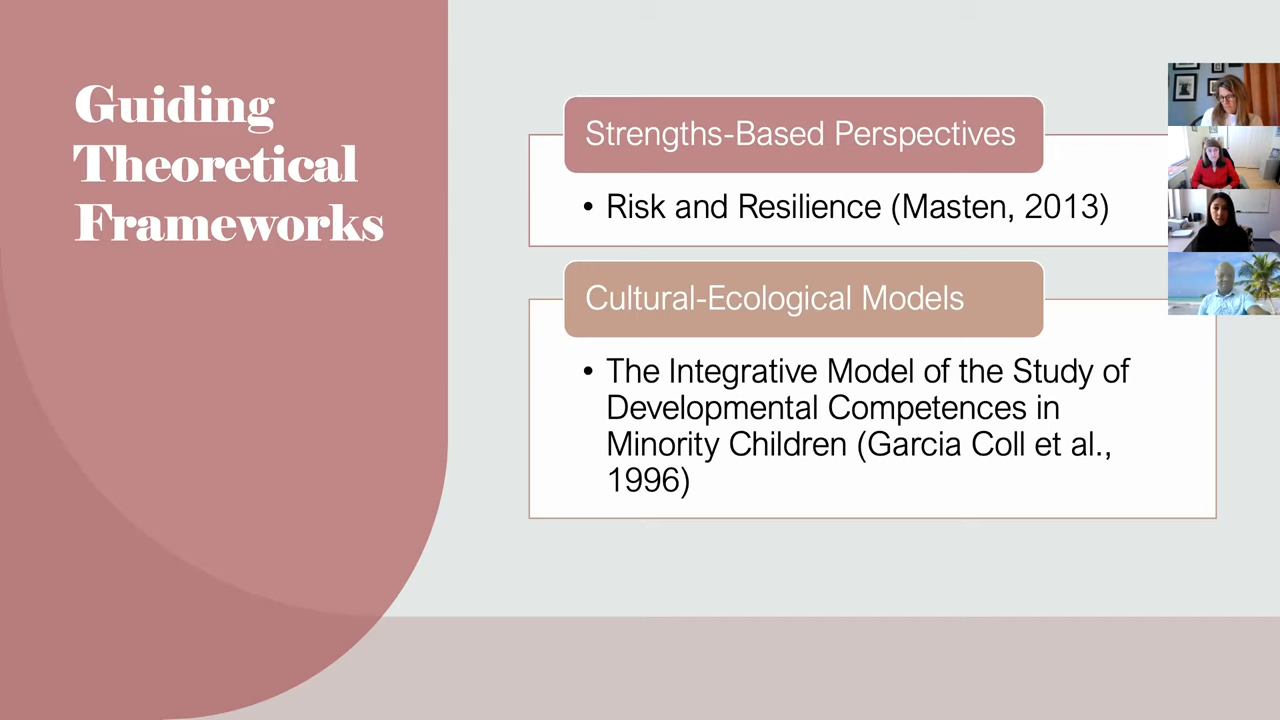 Guiding
Theoretical
Frameworks
Strengths-Based Perspectives
• Risk and Resilience (Masten, 2013)
Cultural-Ecological Models
• The Integrative Model of the Study of
Developmental Competences in
Minority Children (Garcia Coll et al.,
1996)